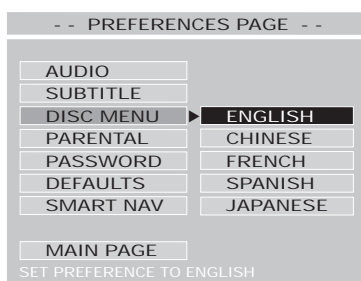 - - PREFERENCES PAGE - -
AUDIO
SUBTITLE
DISC MENU ENGLISH
PARENTAL CHINESE
PASSWORD FRENCH
DEFAULTS SPANISH
SMART NAV JAPANESE
MAIN PAGE
SET PREFERENCE TO ENGLISH